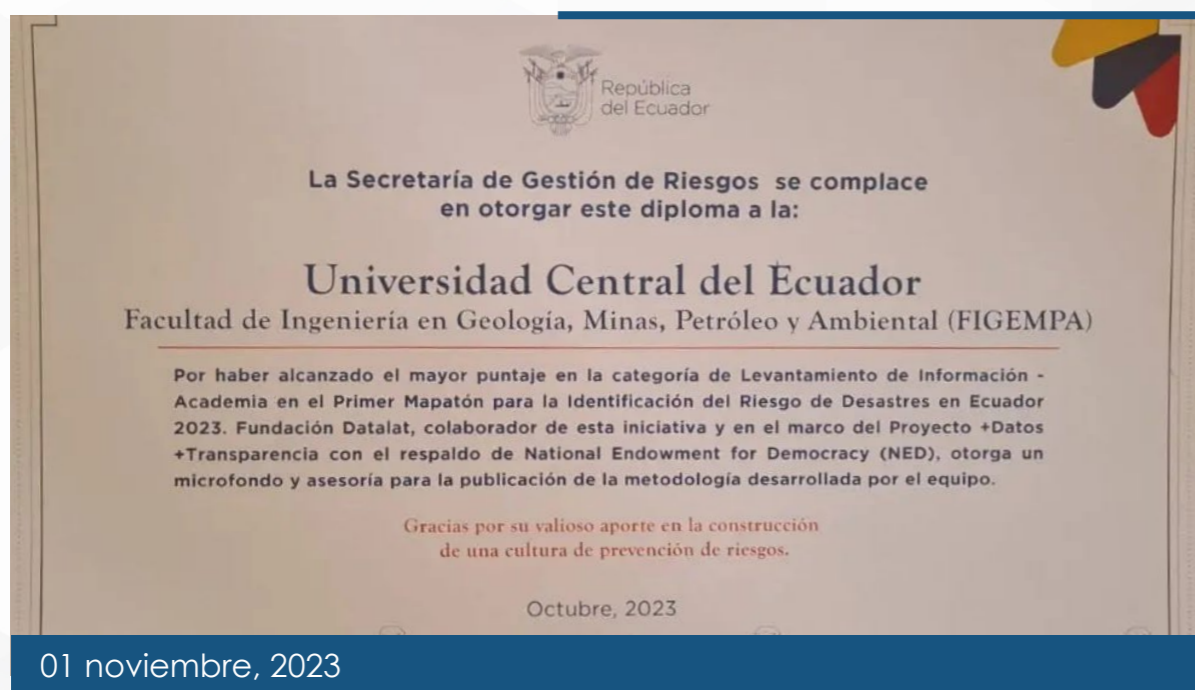 República
del Ecuador
La Secretaría de Gestión de Riesgos se complace
en otorgar este diploma a la:
Universidad Central del Ecuador
Facultad de Ingeniería en Geología, Minas, Petróleo y Ambiental (FIGEMPA)
Por haber alcanzado el mayor puntaje en la categoría de Levantamiento de Información -
Academia en el Primer Mapatón para la Identificación del Riesgo de Desastres en Ecuador
2023. Fundación Datalat, colaborador de esta iniciativa y en el marco del Proyecto +Datos
+Transparencia con el respaldo de National Endowment for Democracy (NED), otorga un
microfondo y asesoría para la publicación de la metodología desarrollada por el equipo.
Gracias por su valioso aporte en la construcción
de una cultura de prevención de riesgos.
Octubre, 2023
01 noviembre, 2023